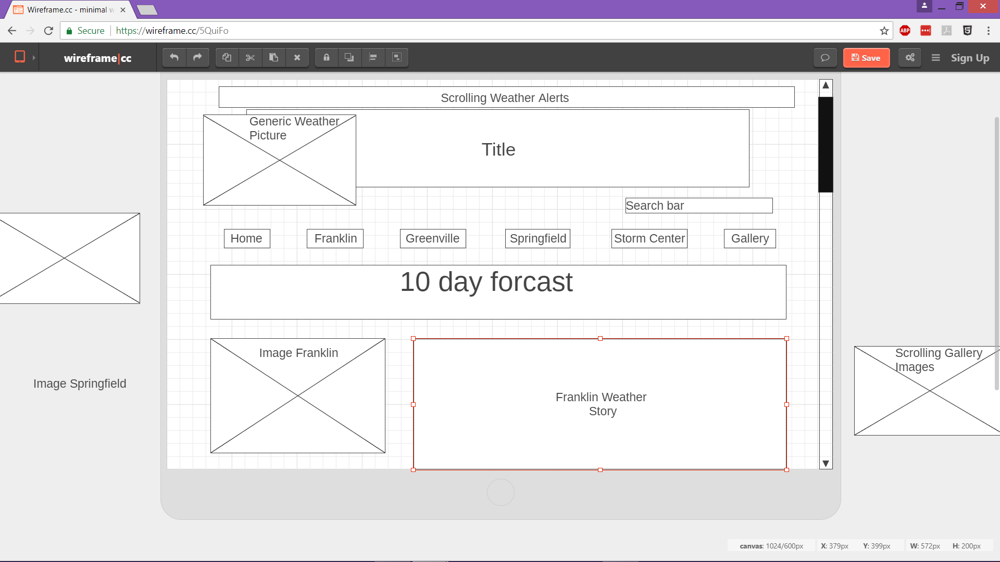 Wireframe.cc - minimal w
Secure https://wireframe.cc/5QuiFo
ABP
wireframe|cc
Save
Sign Up
Scrolling Weather Alerts
Generic Weather
Picture
Title
Search bar
Home Franklin Greenville Springfield Storm Center Gallery
10 day forcast
Image Franklin
Franklin Weather
Story
Image Springfield
Scrolling Gallery
Images
canvas: 1024/600px X: 379px Y: 399px W: 572px H: 200px